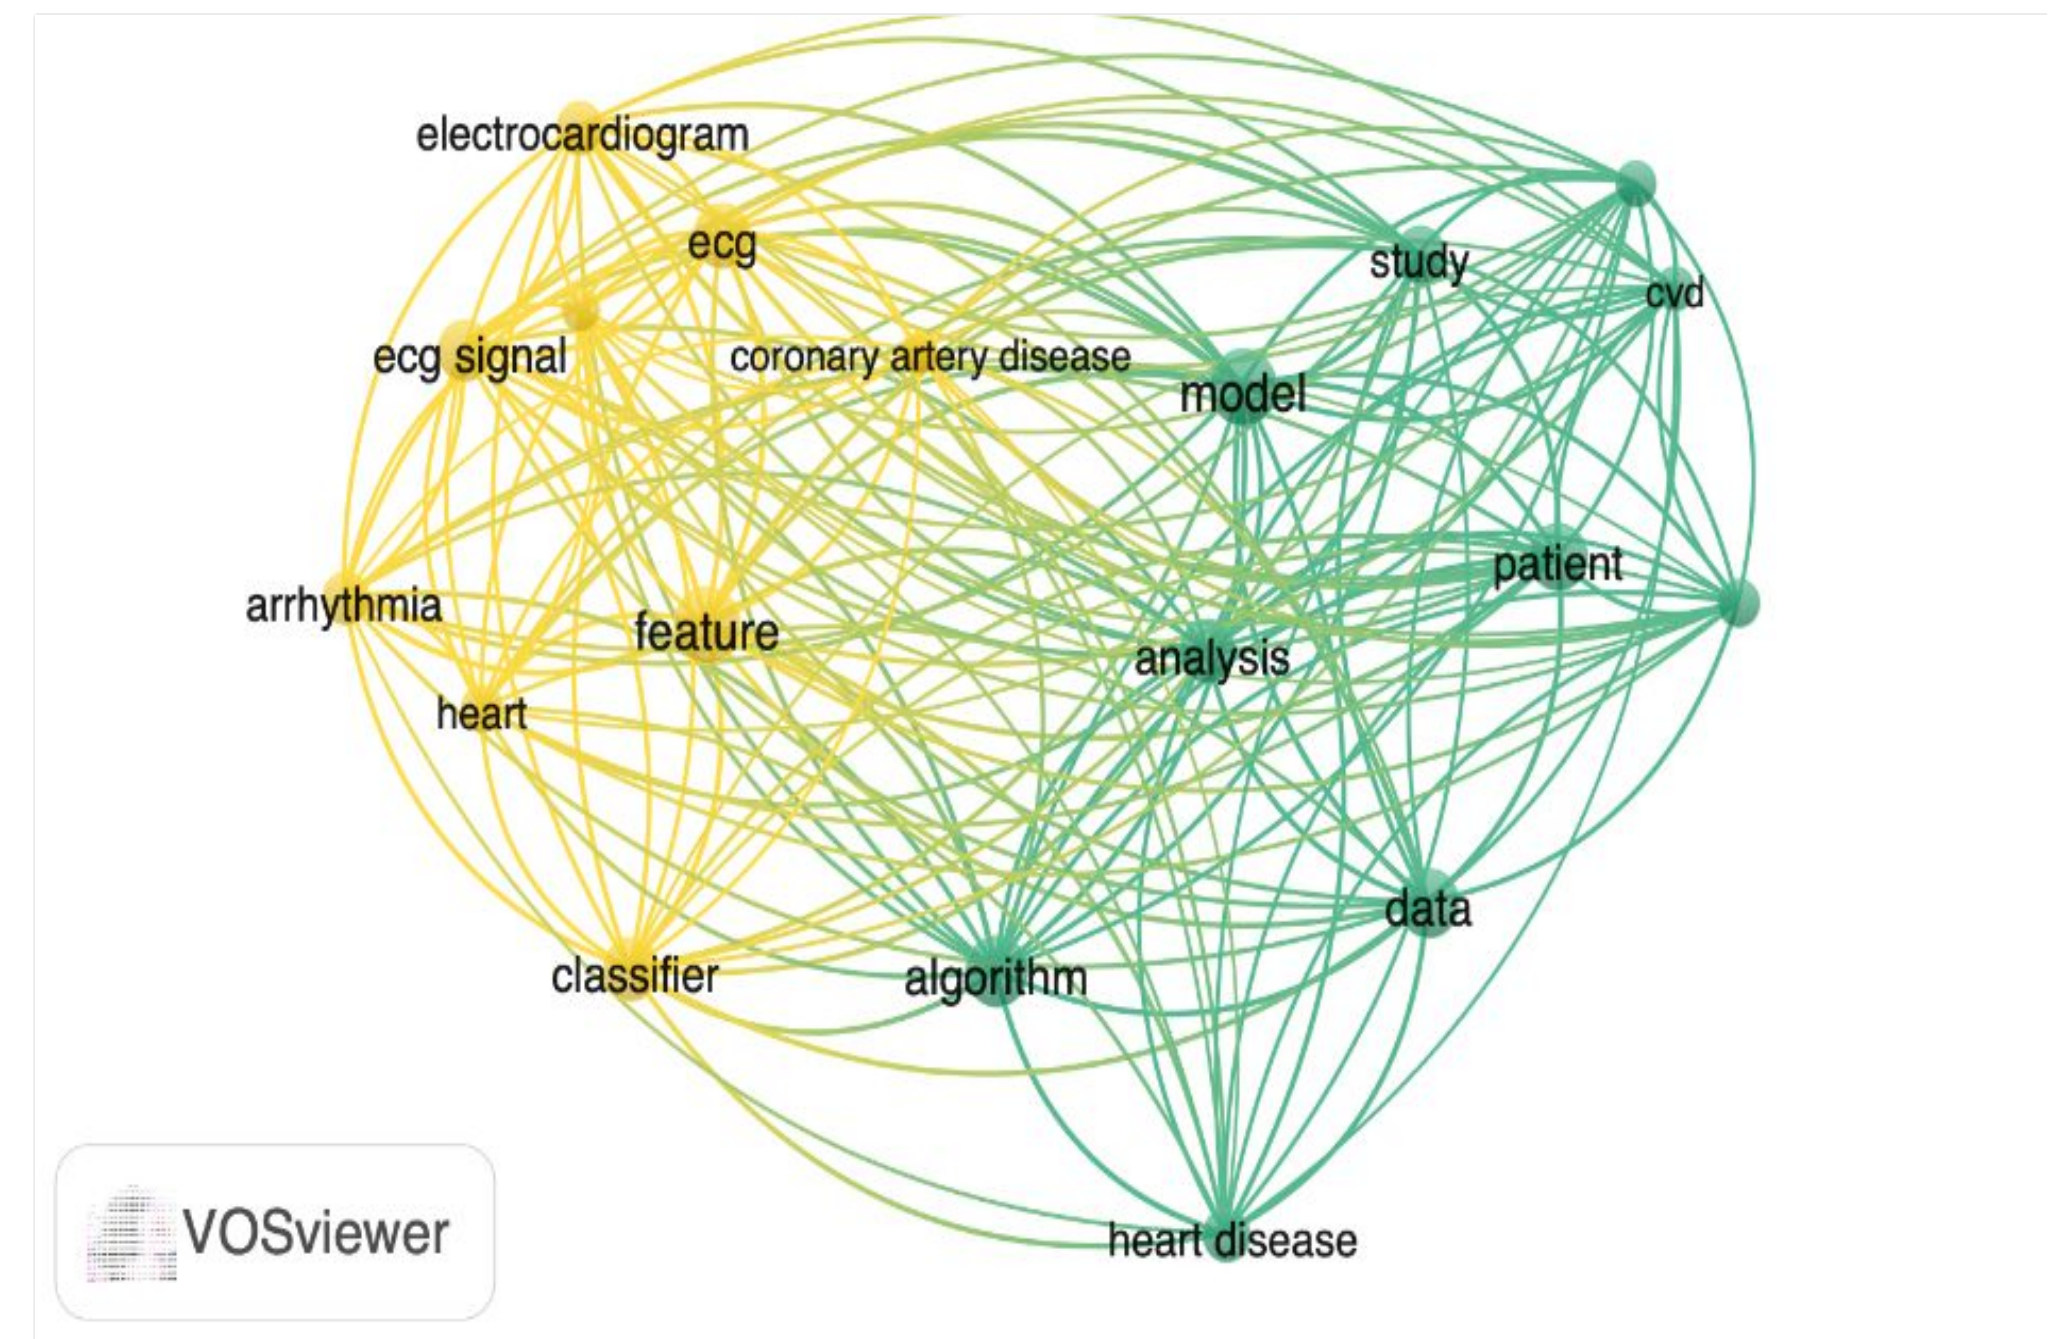 electrocardiogram
ecg
study
cvd
ecg signal
coronary artery disease
model
patient
arrhythmia
feature
analysis
heart
data
classifier
algorithm
VOSviewer
heart disease